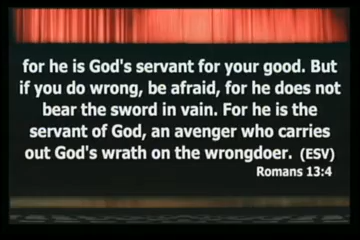 for he is God's servant for your good. But
if you do wrong, be afraid, for he does not
bear the sword in vain. For he is the
servant of God, an avenger who carries
out God's wrath on the wrongdoer. (ESV)
Romans 13:4